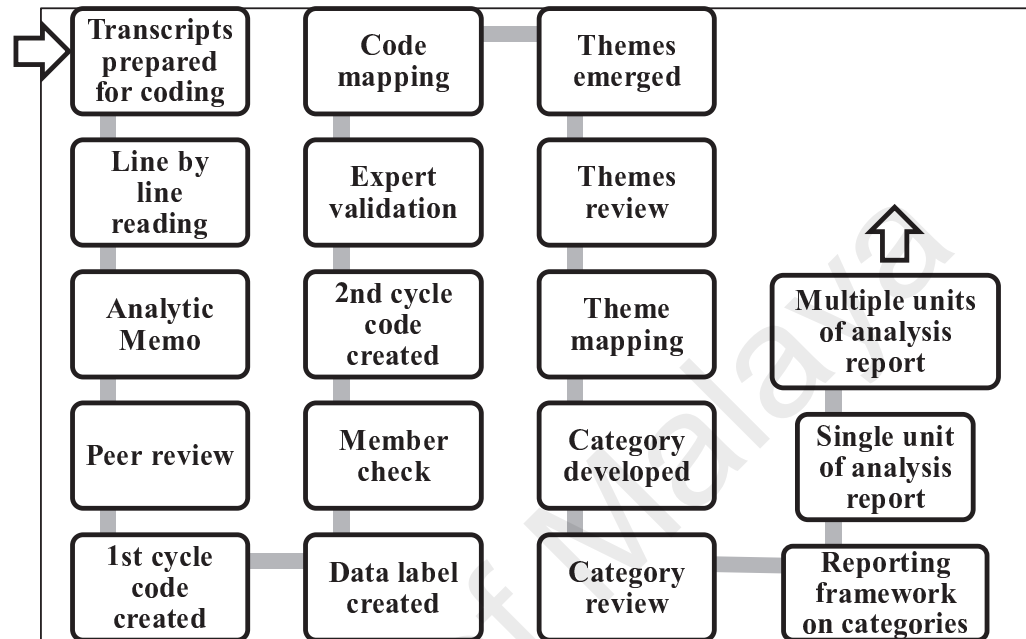 Transcripts
prepared
for coding
Line by
line
reading
Analytic
Memo
Peer review
1st cycle
code
created
Data label
created
Member
check
2nd cycle
code
created
Expert
validation
Code
mapping
Themes
emerged
Themes
review
Theme
mapping
Category
developed
Category
review
Reporting
framework
on categories
Single unit
of analysis
report
Multiple units
of analysis
report
of Malaya